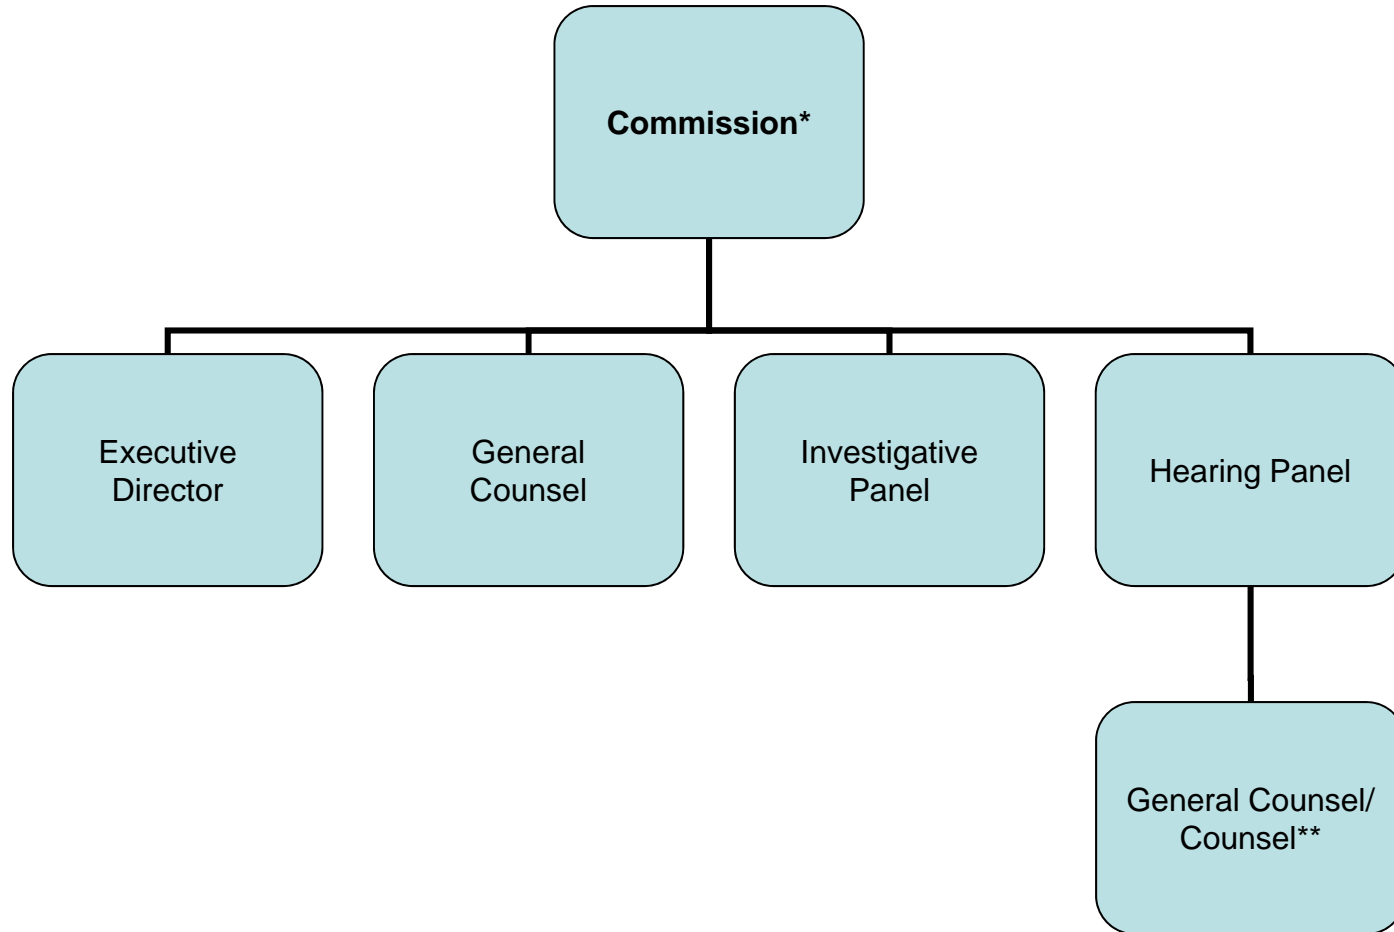 Commission*
Executive
Director
General
Counsel
Investigative
Panel
Hearing Panel
General Counsel/
Counsel**